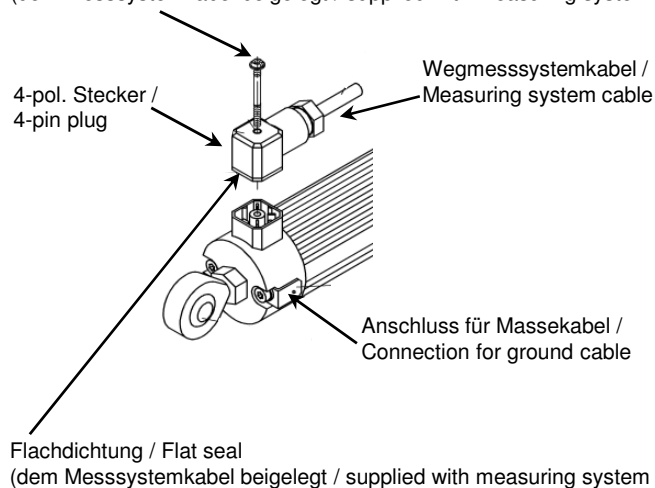 Wegmesssystemkabel /
Measuring system cable
4-pol. Stecker /
4-pin plug
Anschluss für Massekabel /
Connection for ground cable
Flachdichtung / Flat seal
(dem Messsystemkabel beigelegt / supplied with measuring system